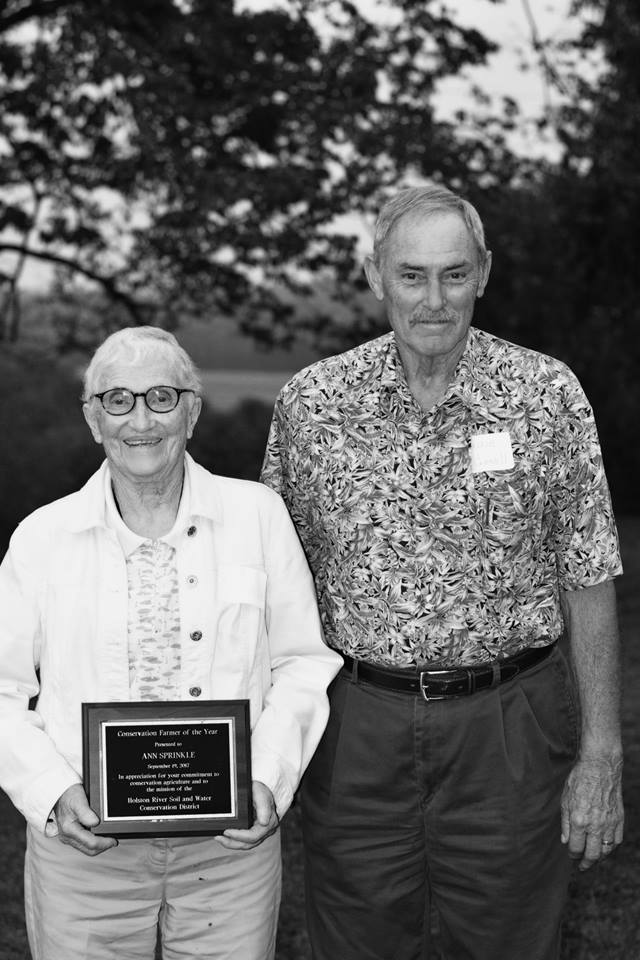 Conservation Farmer of the Year
Presented to
ANN SPRINKLE
September 19, 2017
In appreciation for your commitment to
conservation agriculture and to
the mission of the
Holston River Soil and Water
Conservation District